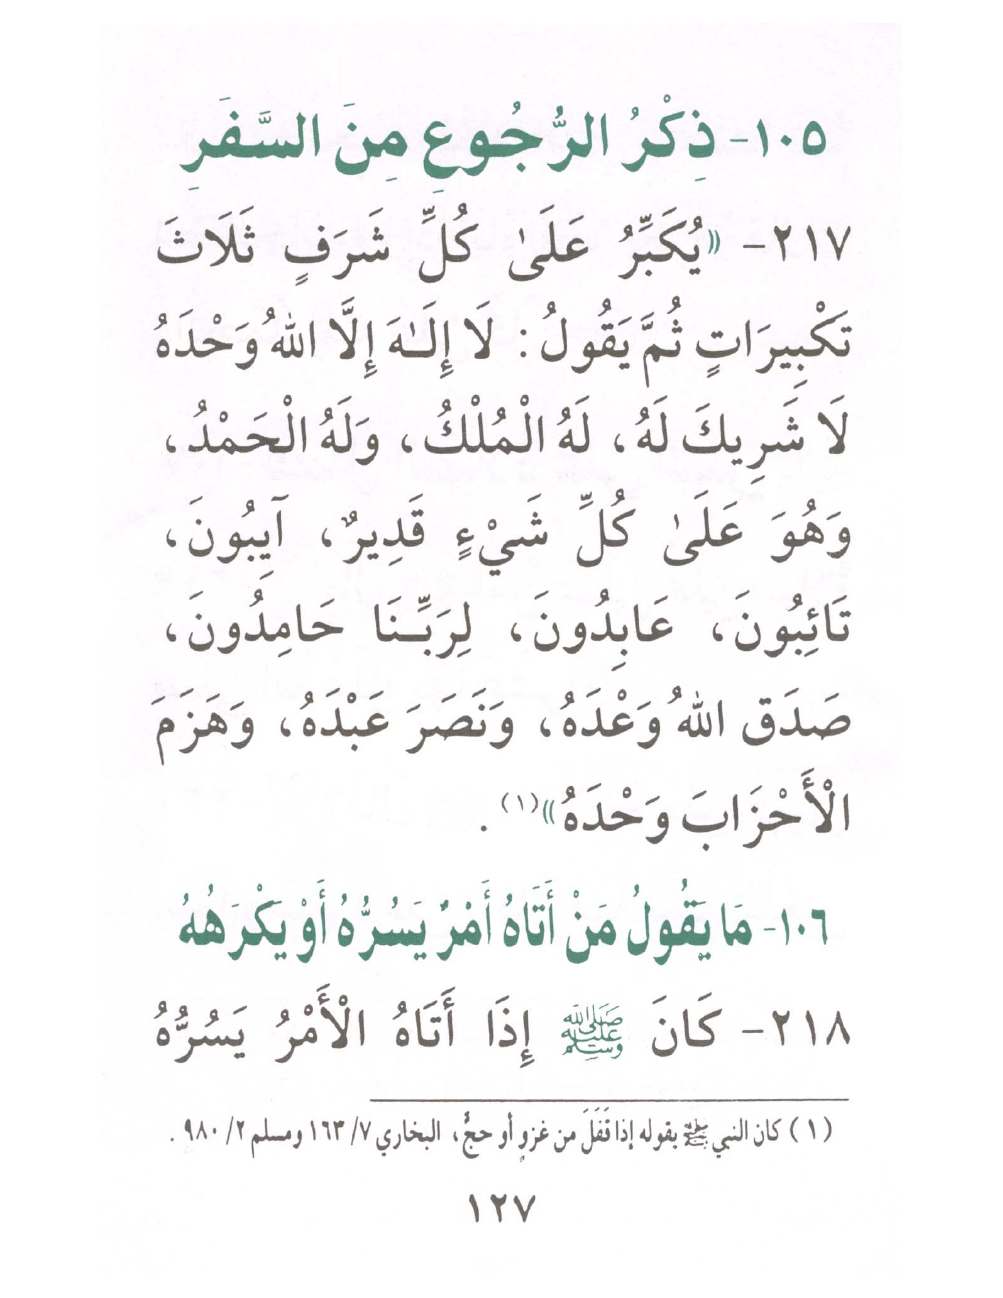 ١٠٥- ذِكْرُ الرُّجُوعِ مِنَ السَّفَرِ
٢١٧- «يُكَبِّرُ عَلَىٰ كُلِّ شَرَفٍ ثَلَاثَ
تَكْبِيرَاتٍ ثُمَّ يَقُولُ: لَا إِلَـٰهَ إِلَّا اللهُ وَحْدَهُ
لَا شَرِيكَ لَهُ، لَهُ الْمُلْكُ، وَلَهُ الْحَمْدُ،
وَهُوَ عَلَىٰ كُلِّ شَيْءٍ قَدِيرٌ، آيِبُونَ،
تَائِبُونَ، عَابِدُونَ، لِرَبِّـنَا حَامِدُونَ،
صَدَقَ اللهُ وَعْدَهُ، وَنَصَرَ عَبْدَهُ، وَهَزَمَ
الْأَحْزَابَ وَحْدَهُ»(١).
١٠٦- مَا يَقُولُ مَنْ أَتَاهُ أَمْرٌ يَسُرُّهُ أَوْ يَكْرَهُهُ
٢١٨- كَانَ ﷺ إِذَا أَتَاهُ الْأَمْرُ يَسُرُّهُ
(١) كان النبي ﷺ يقوله إذا قَفَلَ من غزوٍ أو حجٍّ، البخاري ٧/ ١٦٣ ومسلم ٢/ ٩٨٠.
١٢٧